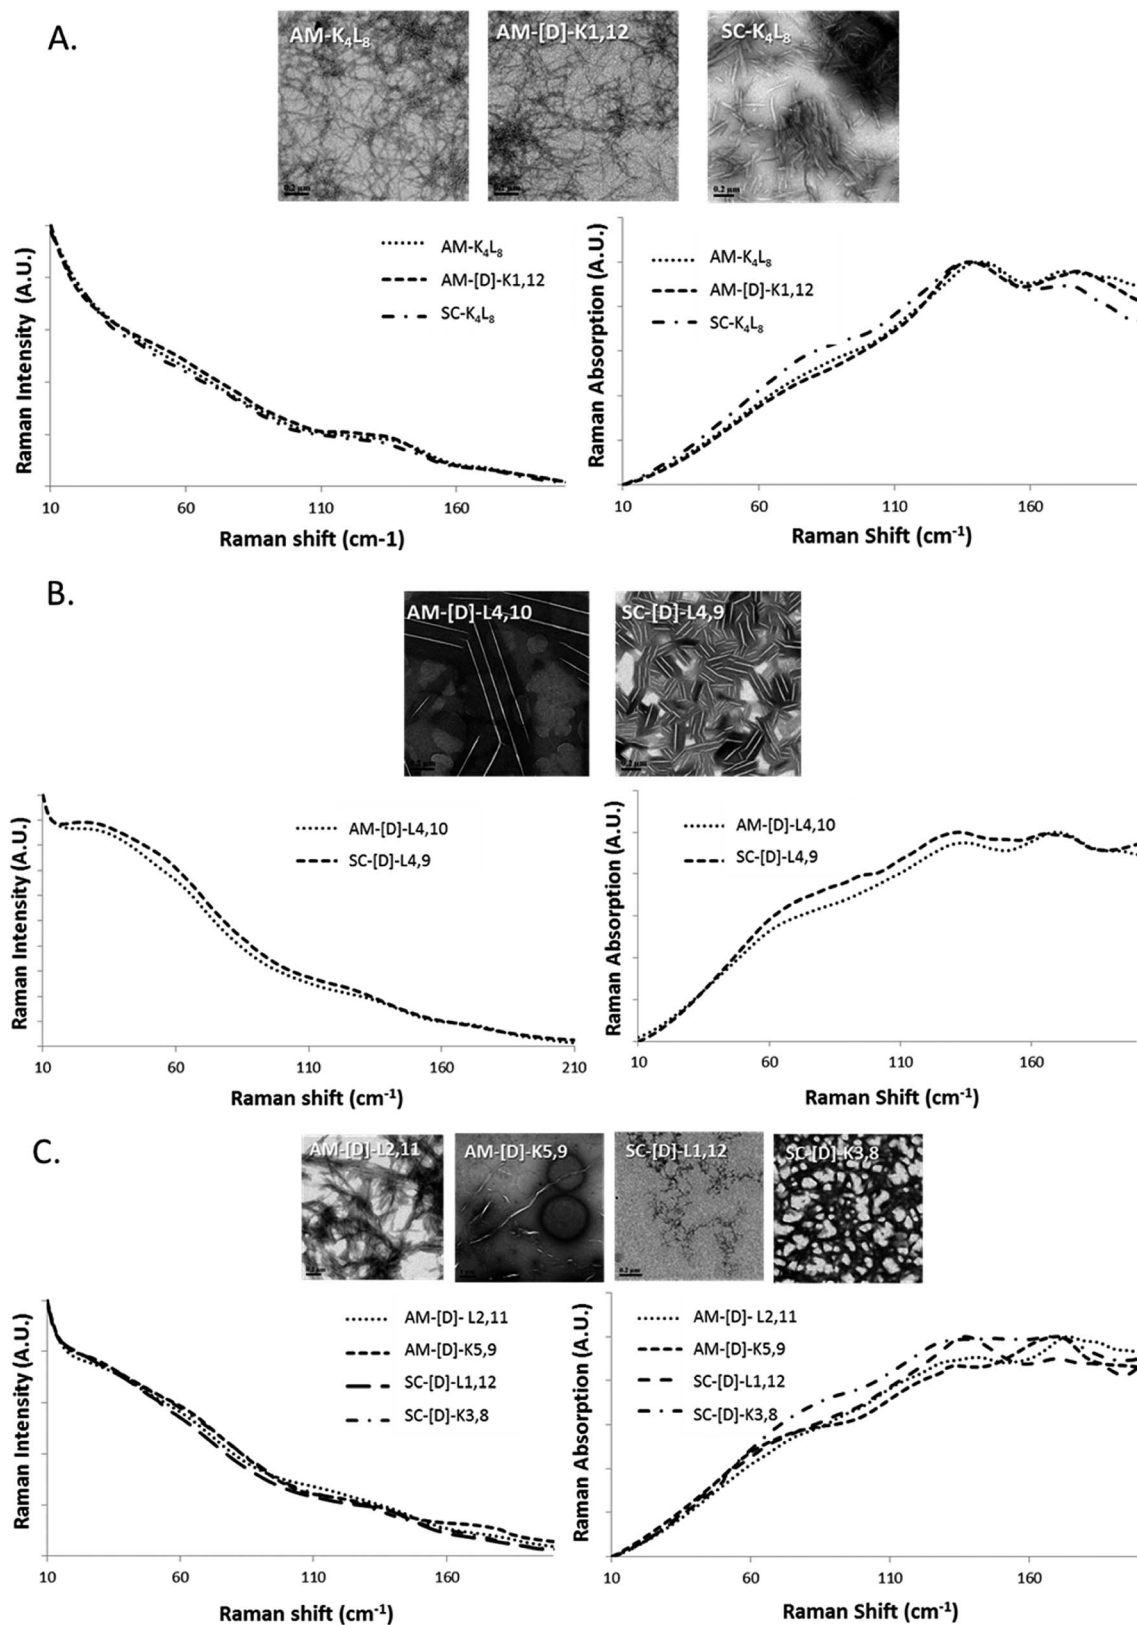 A.
AM-K₄L₈
AM-[D]-K1,12
SC-K₄L₈
0.2 μm
0.2 μm
0.2 μm
Raman Intensity (A.U.)
AM-K₄L₈
AM-[D]-K1,12
SC-K₄L₈
10
60
110
160
Raman shift (cm-1)
Raman Absorption (A.U.)
AM-K₄L₈
AM-[D]-K1,12
SC-K₄L₈
10
60
110
160
Raman Shift (cm⁻¹)
B.
AM-[D]-L4,10
SC-[D]-L4,9
0.2 μm
0.2 μm
Raman Intensity (A.U.)
AM-[D]-L4,10
SC-[D]-L4,9
10
60
110
160
210
Raman shift (cm⁻¹)
Raman Absorption (A.U.)
AM-[D]-L4,10
SC-[D]-L4,9
10
60
110
160
Raman Shift (cm⁻¹)
C.
AM-[D]-L2,11
AM-[D]-K5,9
SC-[D]-L1,12
SC-[D]-K3,8
0.2 μm
Raman Intensity (A.U.)
AM-[D]- L2,11
AM-[D]-K5,9
SC-[D]-L1,12
SC-[D]-K3,8
10
60
110
160
Raman shift (cm⁻¹)
Raman Absorption (A.U.)
AM-[D]- L2,11
AM-[D]-K5,9
SC-[D]-L1,12
SC-[D]-K3,8
10
60
110
160
Raman Shift (cm⁻¹)